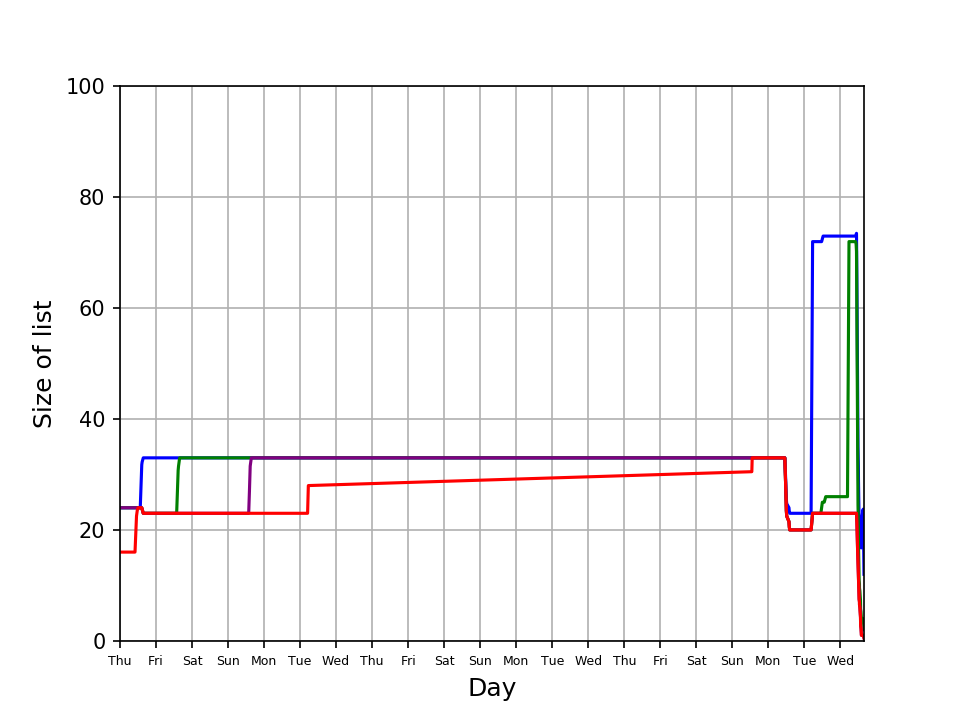 100
80
60
40
20
0
Size of list
Thu Fri Sat Sun Mon Tue Wed Thu Fri Sat Sun Mon Tue Wed Thu Fri Sat Sun Mon Tue Wed
Day